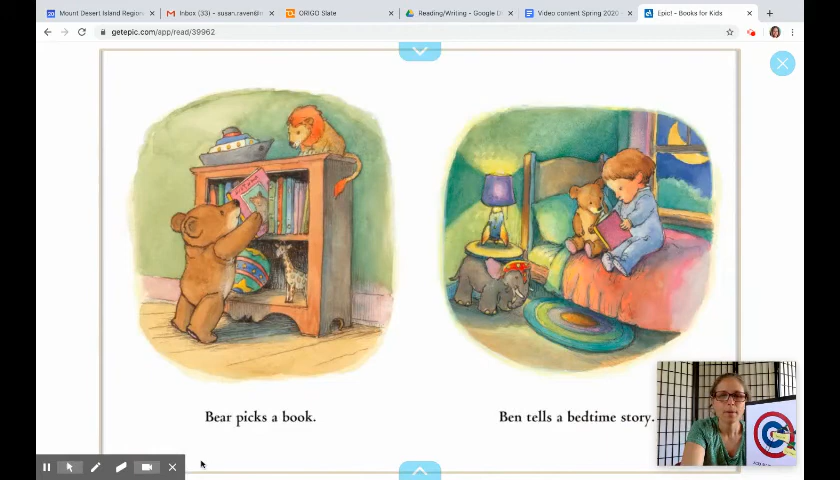 Mount Desert Island Region
Inbox (33) - susan.raven@
ORIGO Slate
Reading/Writing - Google D
Video content Spring 2020
Epic! - Books for Kids
getepic.com/app/read/39962
Bear picks a book.
Ben tells a bedtime story.